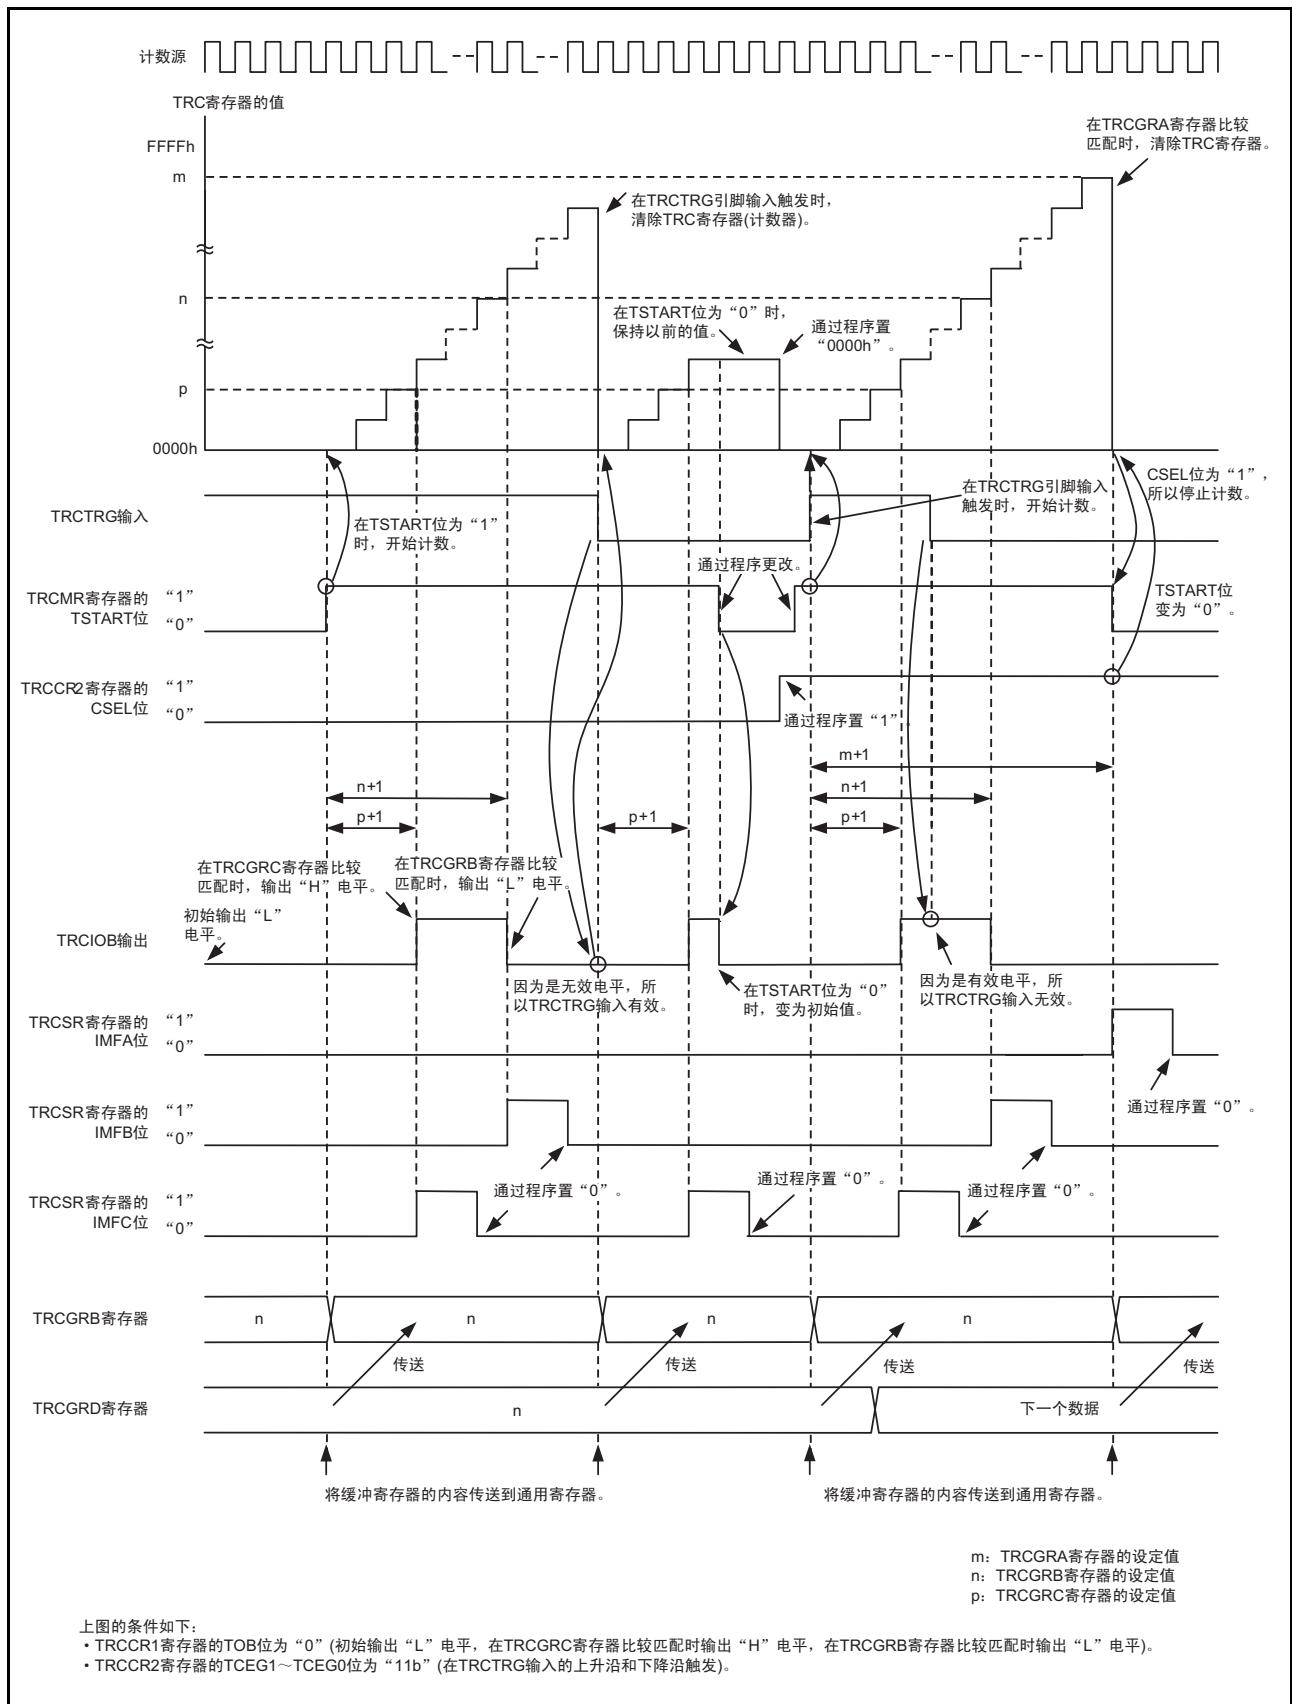 计数源
TRC寄存器的值
FFFFh
m
n
p
0000h
在TRCGRA寄存器比较
匹配时，清除TRC寄存器。
在TRCTRG引脚输入触发时，
清除TRC寄存器(计数器)。
在TSTART位为“0”时，
保持以前的值。
通过程序置
“0000h”。
TRCTRG输入
在TSTART位为“1”
时，开始计数。
在TRCTRG引脚输入
触发时，开始计数。
CSEL位为“1”，
所以停止计数。
通过程序更改。
TRCMR寄存器的
TSTART位
“1”
“0”
TSTART位
变为“0”。
TRCCR2寄存器的
CSEL位
“1”
“0”
通过程序置“1”。
m+1
n+1
n+1
p+1
p+1
p+1
在TRCGRC寄存器比较
匹配时，输出“H”电平。
在TRCGRB寄存器比较
匹配时，输出“L”电平。
初始输出“L”
电平。
TRCIOB输出
因为是无效电平，所
以TRCTRG输入有效。
在TSTART位为“0”
时，变为初始值。
因为是有效电平，所
以TRCTRG输入无效。
TRCSR寄存器的
IMFA位
“1”
“0”
通过程序置“0”。
TRCSR寄存器的
IMFB位
“1”
“0”
通过程序置“0”。
通过程序置“0”。
通过程序置“0”。
TRCSR寄存器的
IMFC位
“1”
“0”
TRCGRB寄存器
n
n
n
n
传送
传送
传送
传送
TRCGRD寄存器
n
下一个数据
将缓冲寄存器的内容传送到通用寄存器。
将缓冲寄存器的内容传送到通用寄存器。
m：TRCGRA寄存器的设定值
n：TRCGRB寄存器的设定值
p：TRCGRC寄存器的设定值
上图的条件如下：
・TRCCR1寄存器的TOB位为“0”(初始输出“L”电平，在TRCGRC寄存器比较匹配时输出“H”电平，在TRCGRB寄存器比较匹配时输出“L”电平)。
・TRCCR2寄存器的TCEG1～TCEG0位为“11b”(在TRCTRG输入的上升沿和下降沿触发)。